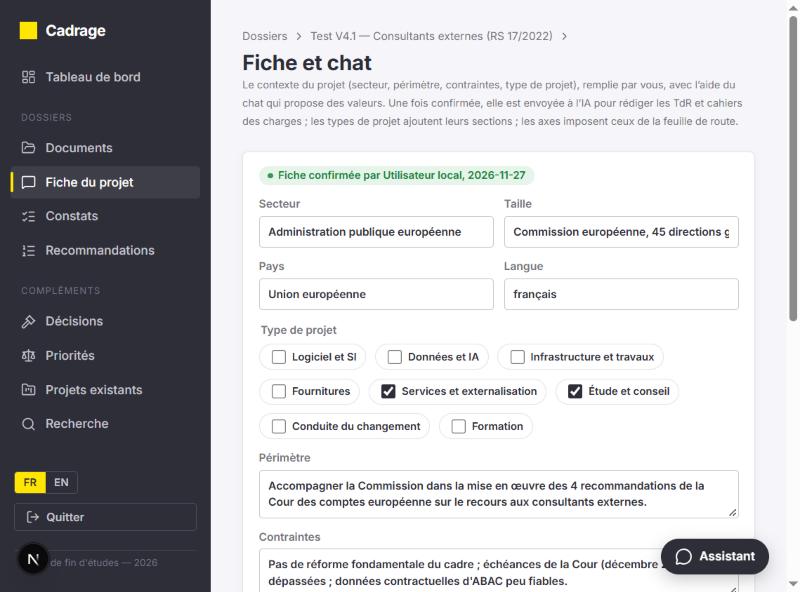 Cadrage
Tableau de bord
DOSSIERS
Documents
Fiche du projet
Constats
Recommandations
COMPLÉMENTS
Décisions
Priorités
Projets existants
Recherche
FR EN
Quitter
N
de fin d'études — 2026
Dossiers > Test V4.1 — Consultants externes (RS 17/2022) >
Fiche et chat
Le contexte du projet (secteur, périmètre, contraintes, type de projet), remplie par vous, avec l'aide du
chat qui propose des valeurs. Une fois confirmée, elle est envoyée à l'IA pour rédiger les TdR et cahiers
des charges ; les types de projet ajoutent leurs sections ; les axes imposent ceux de la feuille de route.
Fiche confirmée par Utilisateur local, 2026-11-27
Secteur Taille
Administration publique européenne Commission européenne, 45 directions g
Pays Langue
Union européenne français
Type de projet
Logiciel et SI Données et IA Infrastructure et travaux
Fournitures Services et externalisation Étude et conseil
Conduite du changement Formation
Périmètre
Accompagner la Commission dans la mise en œuvre des 4 recommandations de la
Cour des comptes européenne sur le recours aux consultants externes.
Contraintes
Pas de réforme fondamentale du cadre ; échéances de la Cour (décembre
dépassées ; données contractuelles d'ABAC peu fiables.
Assistant